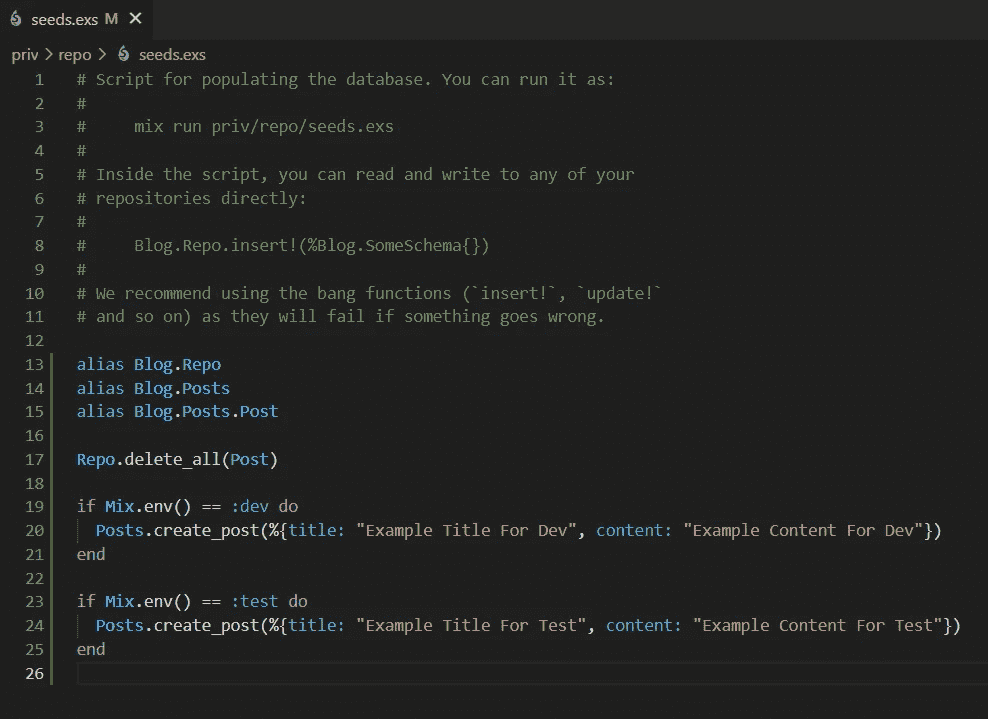 seeds.exs M ✕
priv > repo > seeds.exs
1 # Script for populating the database. You can run it as:
2 #
3 #     mix run priv/repo/seeds.exs
4 #
5 # Inside the script, you can read and write to any of your
6 # repositories directly:
7 #
8 #     Blog.Repo.insert!(%Blog.SomeSchema{})
9 #
10 # We recommend using the bang functions (`insert!`, `update!`
11 # and so on) as they will fail if something goes wrong.
12
13 alias Blog.Repo
14 alias Blog.Posts
15 alias Blog.Posts.Post
16
17 Repo.delete_all(Post)
18
19 if Mix.env() == :dev do
20   Posts.create_post(%{title: "Example Title For Dev", content: "Example Content For Dev"})
21 end
22
23 if Mix.env() == :test do
24   Posts.create_post(%{title: "Example Title For Test", content: "Example Content For Test"})
25 end
26